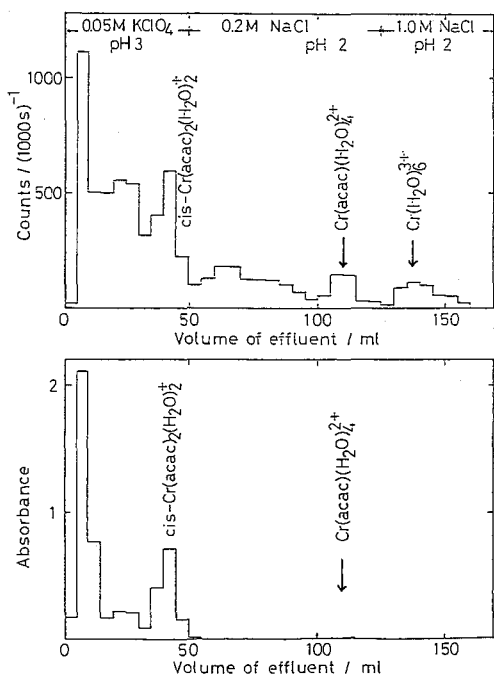 0.05M KClO4 0.2 M NaCl 1.0 M NaCl
pH 3 pH 2 pH 2
1000
500
0 50 100 150
Counts / (1000s)-1
cis-Cr(acac)2(H2O)2+
Cr(acac)(H2O)42+
Cr(H2O)63+
Volume of effluent / ml
2
1
0 50 100 150
Absorbance
cis-Cr(acac)2(H2O)2+
Cr(acac)(H2O)42+
Volume of effluent / ml